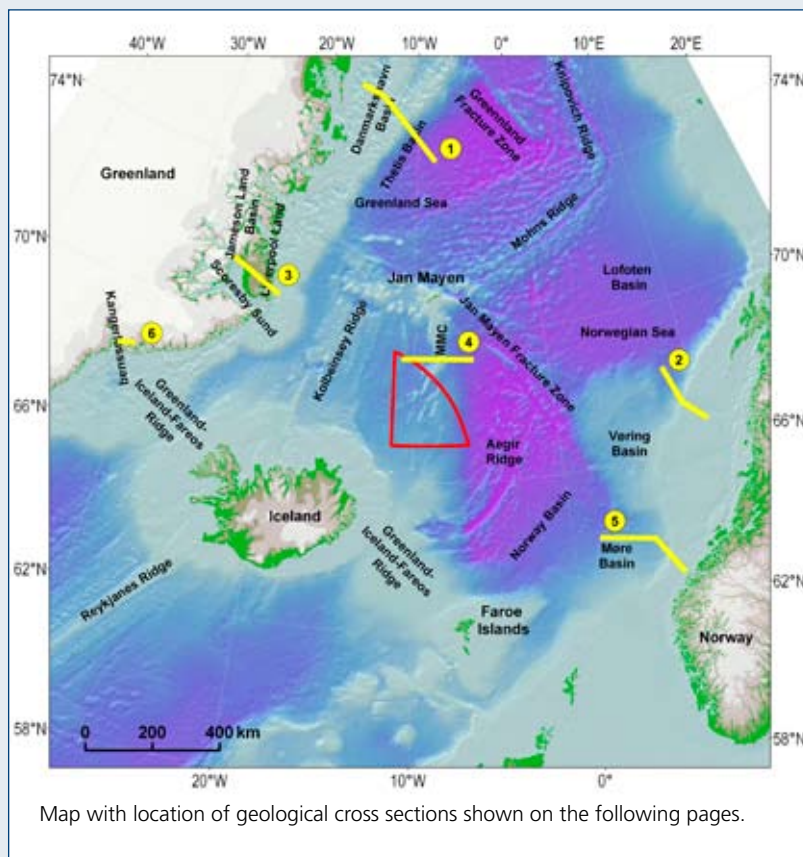 40°W 30°W 20°W 10°W 0° 10°E 20°E
74°N
74°N
Danmarkshavn
Basin
Greennland
Fracture Zone
Knipovich Ridge
1
Thetis Basin
Greenland
Greenland Sea
Jameson Land
Basin
Liverpool Land
Mohns Ridge
70°N
70°N
3
Scoresby Sund
Jan Mayen
Lofoten
Basin
Kangerlussuaq
6
Kolbeinsey Ridge
MMC
4
Jan Mayen Fracture Zone
Norwegian Sea
2
Greenland-
Iceland-Fareos
Ridge
66°N
66°N
Aegir
Ridge
Vøring
Basin
Iceland
Norway Basin
5
Møre
Basin
Greenland-
Iceland-Fareos
Ridge
62°N
62°N
Reykjanes Ridge
Faroe
Islands
Norway
58°N
58°N
0 200 400 km
20°W 10°W 0°
Map with location of geological cross sections shown on the following pages.